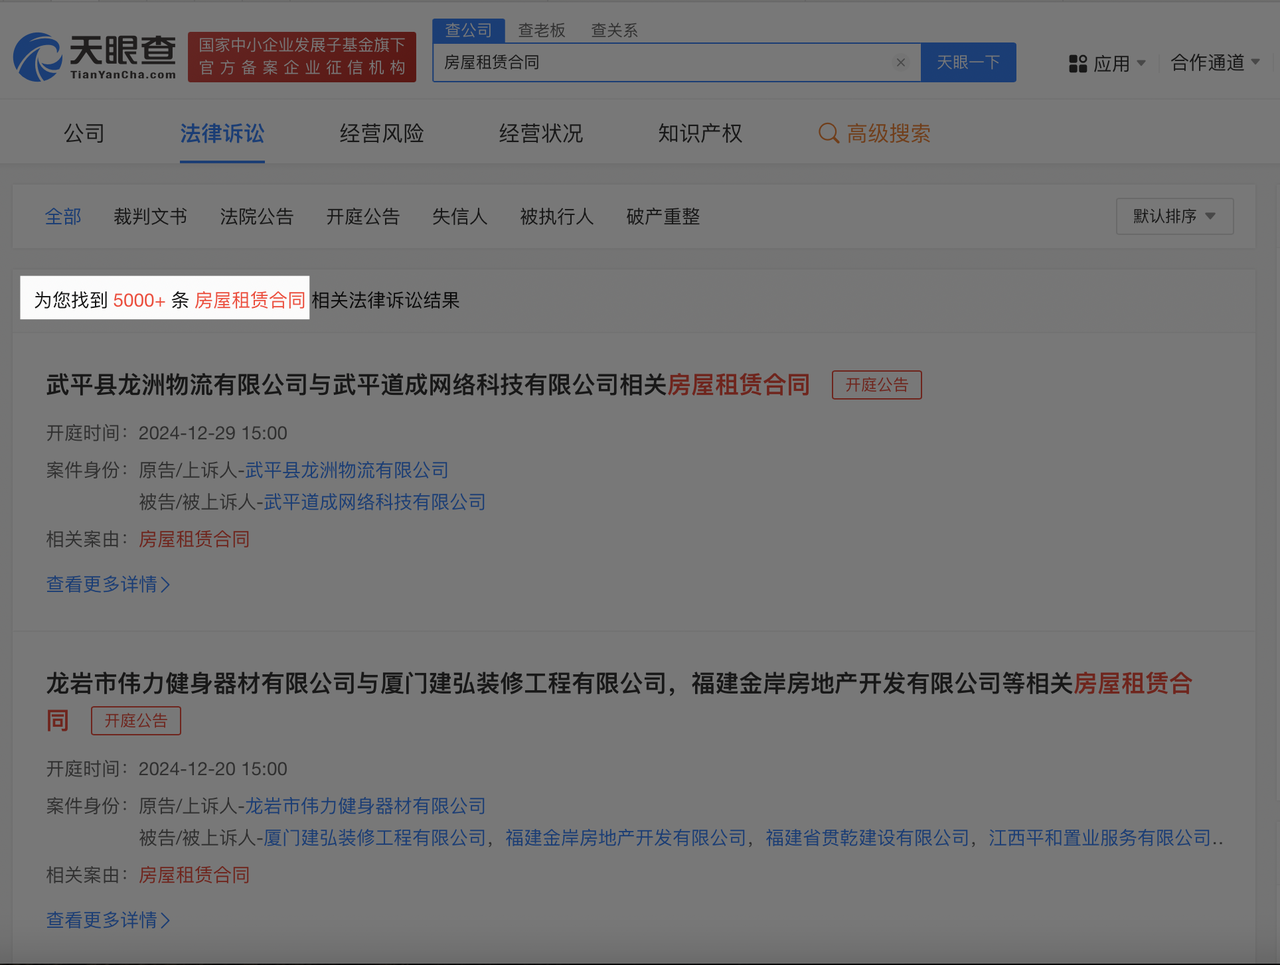 天眼查
TianYanCha.com
国家中小企业发展子基金旗下
官方备案企业征信机构
查公司 查老板 查关系
房屋租赁合同 × 天眼一下
应用 合作通道
公司 法律诉讼 经营风险 经营状况 知识产权 高级搜索
全部 裁判文书 法院公告 开庭公告 失信人 被执行人 破产重整 默认排序
为您找到 5000+ 条 房屋租赁合同 相关法律诉讼结果
武平县龙洲物流有限公司与武平道成网络科技有限公司相关房屋租赁合同 开庭公告
开庭时间：2024-12-29 15:00
案件身份：原告/上诉人-武平县龙洲物流有限公司
被告/被上诉人-武平道成网络科技有限公司
相关案由：房屋租赁合同
查看更多详情>
龙岩市伟力健身器材有限公司与厦门建弘装修工程有限公司，福建金岸房地产开发有限公司等相关房屋租赁合
同 开庭公告
开庭时间：2024-12-20 15:00
案件身份：原告/上诉人-龙岩市伟力健身器材有限公司
被告/被上诉人-厦门建弘装修工程有限公司，福建金岸房地产开发有限公司，福建省贯乾建设有限公司，江西平和置业服务有限公司..
相关案由：房屋租赁合同
查看更多详情>